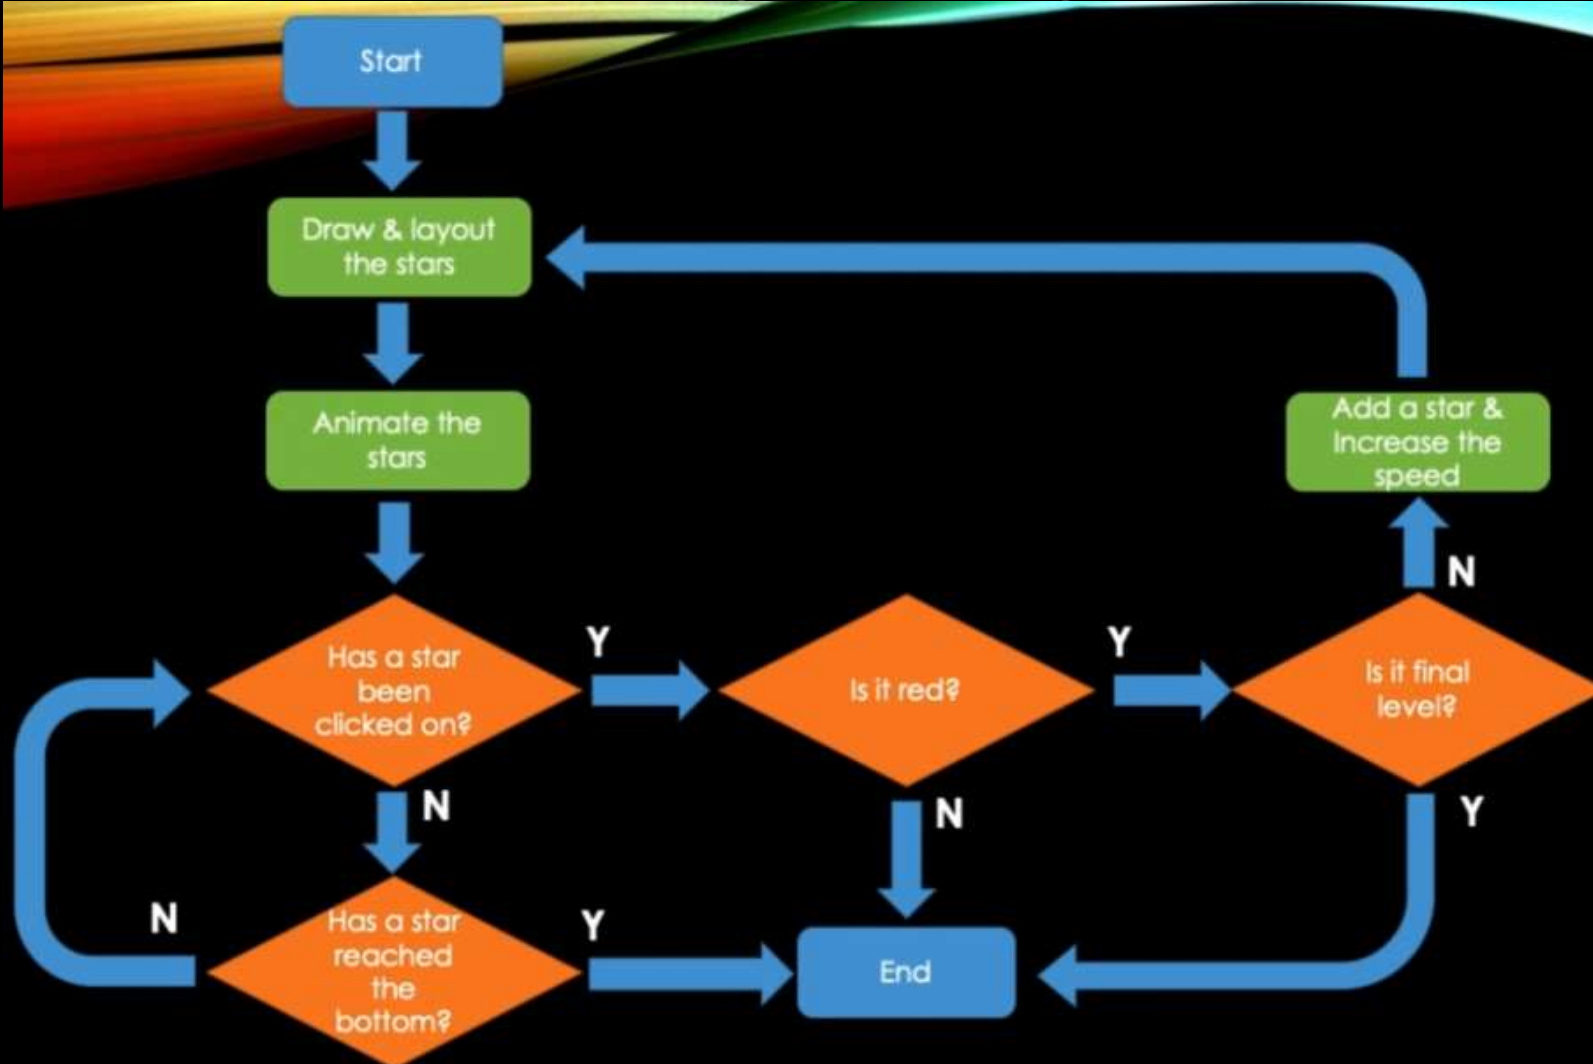 Start
Draw & layout
the stars
Animate the
stars
Add a star &
Increase the
speed
N
Has a star
been
clicked on?
Y
Is it red?
Y
Is it final
level?
N
N
Y
N
Has a star
reached
the
bottom?
Y
End